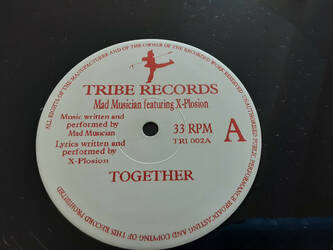 ALL RIGHTS OF THE MANUFACTURER AND OF THE OWNER OF THE RECORDED WORK RESERVED UNAUTHORISED PUBLIC PERFORMANCE BROADCASTING AND COPYING OF THIS RECORD PROHIBITED
TRIBE RECORDS
Mad Musician featuring X-Plosion
Music written and
performed by
Mad Musician
Lyrics written and
performed by
X-Plosion
33 RPM
TRI 002A
A
TOGETHER